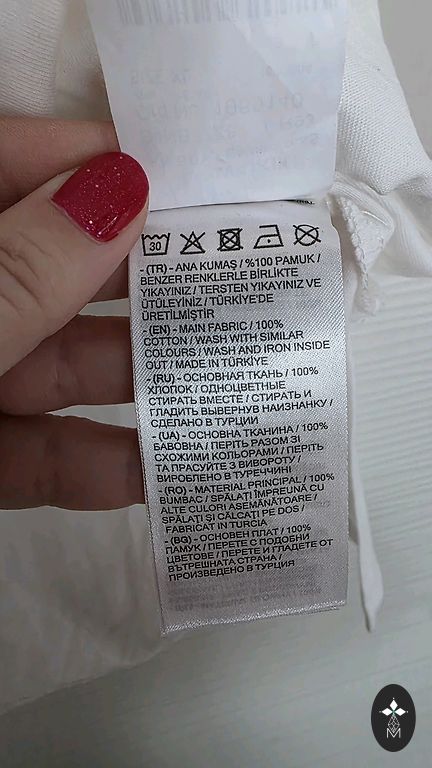 30
- (TR) - ANA KUMAŞ / %100 PAMUK /
BENZER RENKLERLE BİRLİKTE
YIKAYINIZ / TERSTEN YIKAYINIZ VE
ÜTÜLEYİNİZ / TÜRKİYE'DE
ÜRETİLMİŞTİR
- (EN) - MAIN FABRIC / 100%
COTTON / WASH WITH SIMILAR
COLOURS / WASH AND IRON INSIDE
OUT / MADE IN TÜRKİYE
- (RU) - ОСНОВНАЯ ТКАНЬ / 100%
ХЛОПОК / ОДНОЦВЕТНЫЕ
СТИРАТЬ ВМЕСТЕ / СТИРАТЬ И
ГЛАДИТЬ ВЫВЕРНУВ НАИЗНАНКУ /
СДЕЛАНО В ТУРЦИИ
- (UA) - ОСНОВНА ТКАНИНА / 100%
БАВОВНА / ПЕРІТЬ РАЗОМ ЗІ
СХОЖИМИ КОЛЬОРАМИ / ПЕРІТЬ
ТА ПРАСУЙТЕ З ВИВОРОТУ /
ВИРОБЛЕНО В ТУРЕЧЧИНІ
- (RO) - MATERIAL PRINCIPAL / 100%
BUMBAC / SPĂLAȚI ÎMPREUNĂ CU
ALTE CULORI ASEMĂNĂTOARE /
SPĂLAȚI ȘI CĂLCAȚI PE DOS /
FABRICAT IN TURCIA
- (BG) - ОСНОВЕН ПЛАТ / 100%
ПАМУК / ПЕРЕТЕ С ПОДОБНИ
ЦВЕТОВЕ / ПЕРЕТЕ И ГЛАДЕТЕ ОТ
ВЪТРЕШНАТА СТРАНА /
ПРОИЗВЕДЕНО В ТУРЦИЯ
M